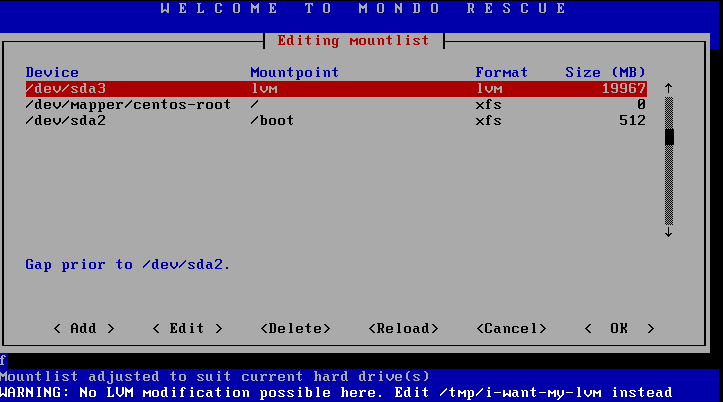 WELCOME TO MONDO RESCUE
Editing mountlist
Device Mountpoint Format Size (MB)
/dev/sda3 lvm lvm 19967
/dev/mapper/centos-root / xfs 0
/dev/sda2 /boot xfs 512
Gap prior to /dev/sda2.
< Add > < Edit > <Delete> <Reload> <Cancel> < OK >
f
Mountlist adjusted to suit current hard drive(s)
WARNING: No LVM modification possible here. Edit /tmp/i-want-my-lvm instead